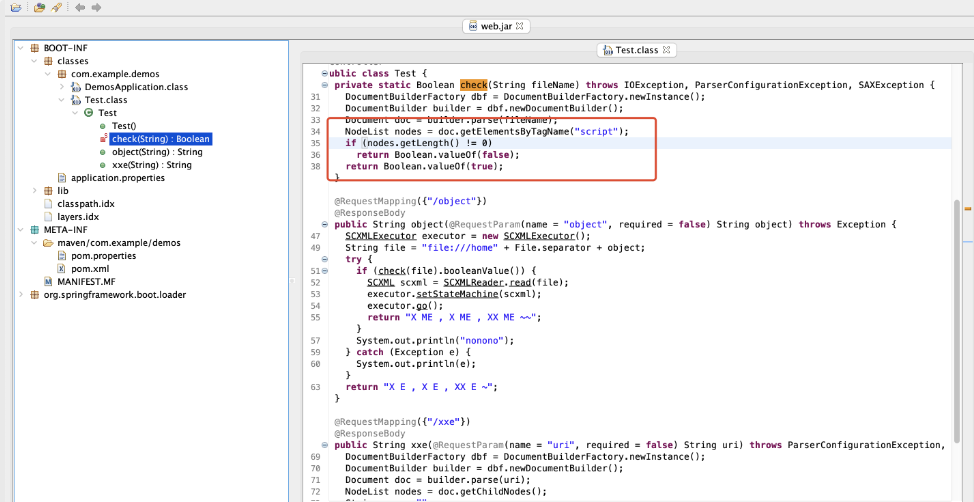 web.jar
BOOT-INF
classes
com.example.demos
DemosApplication.class
Test.class
Test
Test()
check(String) : Boolean
object(String) : String
xxe(String) : String
application.properties
lib
classpath.idx
layers.idx
META-INF
maven/com.example/demos
pom.properties
pom.xml
MANIFEST.MF
org.springframework.boot.loader
Test.class
ublic class Test {
private static Boolean check(String fileName) throws IOException, ParserConfigurationException, SAXException {
31 DocumentBuilderFactory dbf = DocumentBuilderFactory.newInstance();
32 DocumentBuilder builder = dbf.newDocumentBuilder();
33 Document doc = builder.parse(fileName);
34 NodeList nodes = doc.getElementsByTagName("script");
35 if (nodes.getLength() != 0)
36 return Boolean.valueOf(false);
38 return Boolean.valueOf(true);
}
@RequestMapping({"/object"})
@ResponseBody
public String object(@RequestParam(name = "object", required = false) String object) throws Exception {
47 SCXMLExecutor executor = new SCXMLExecutor();
49 String file = "file:///home" + File.separator + object;
try {
51 if (check(file).booleanValue()) {
52 SCXML scxml = SCXMLReader.read(file);
53 executor.setStateMachine(scxml);
54 executor.go();
55 return "X ME , X ME , XX ME ~~";
}
57 System.out.println("nonono");
59 } catch (Exception e) {
60 System.out.println(e);
}
63 return "X E , X E , XX E ~";
}
@RequestMapping({"/xxe"})
@ResponseBody
public String xxe(@RequestParam(name = "uri", required = false) String uri) throws ParserConfigurationException,
69 DocumentBuilderFactory dbf = DocumentBuilderFactory.newInstance();
70 DocumentBuilder builder = dbf.newDocumentBuilder();
71 Document doc = builder.parse(uri);
72 NodeList nodes = doc.getChildNodes();